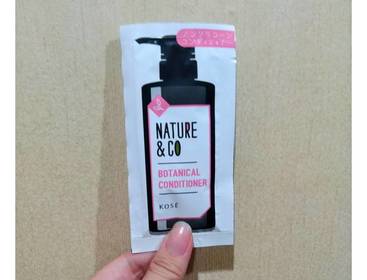 ノンシリコーン
コンディショナー
NATURE
& CO
BOTANICAL
CONDITIONER
KOSÉ